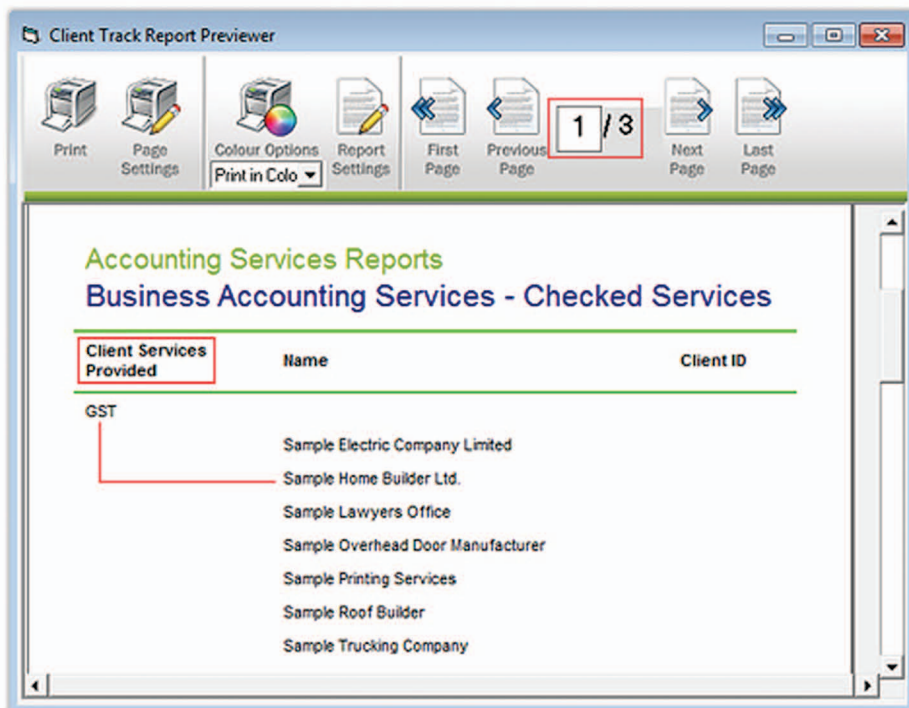 Client Track Report Previewer
Print
Page
Settings
Colour Options
Print in Colo
Report
Settings
First
Page
Previous
Page
1 / 3
Next
Page
Last
Page
Accounting Services Reports
Business Accounting Services - Checked Services
Client Services
Provided
Name
Client ID
GST
Sample Electric Company Limited
Sample Home Builder Ltd.
Sample Lawyers Office
Sample Overhead Door Manufacturer
Sample Printing Services
Sample Roof Builder
Sample Trucking Company